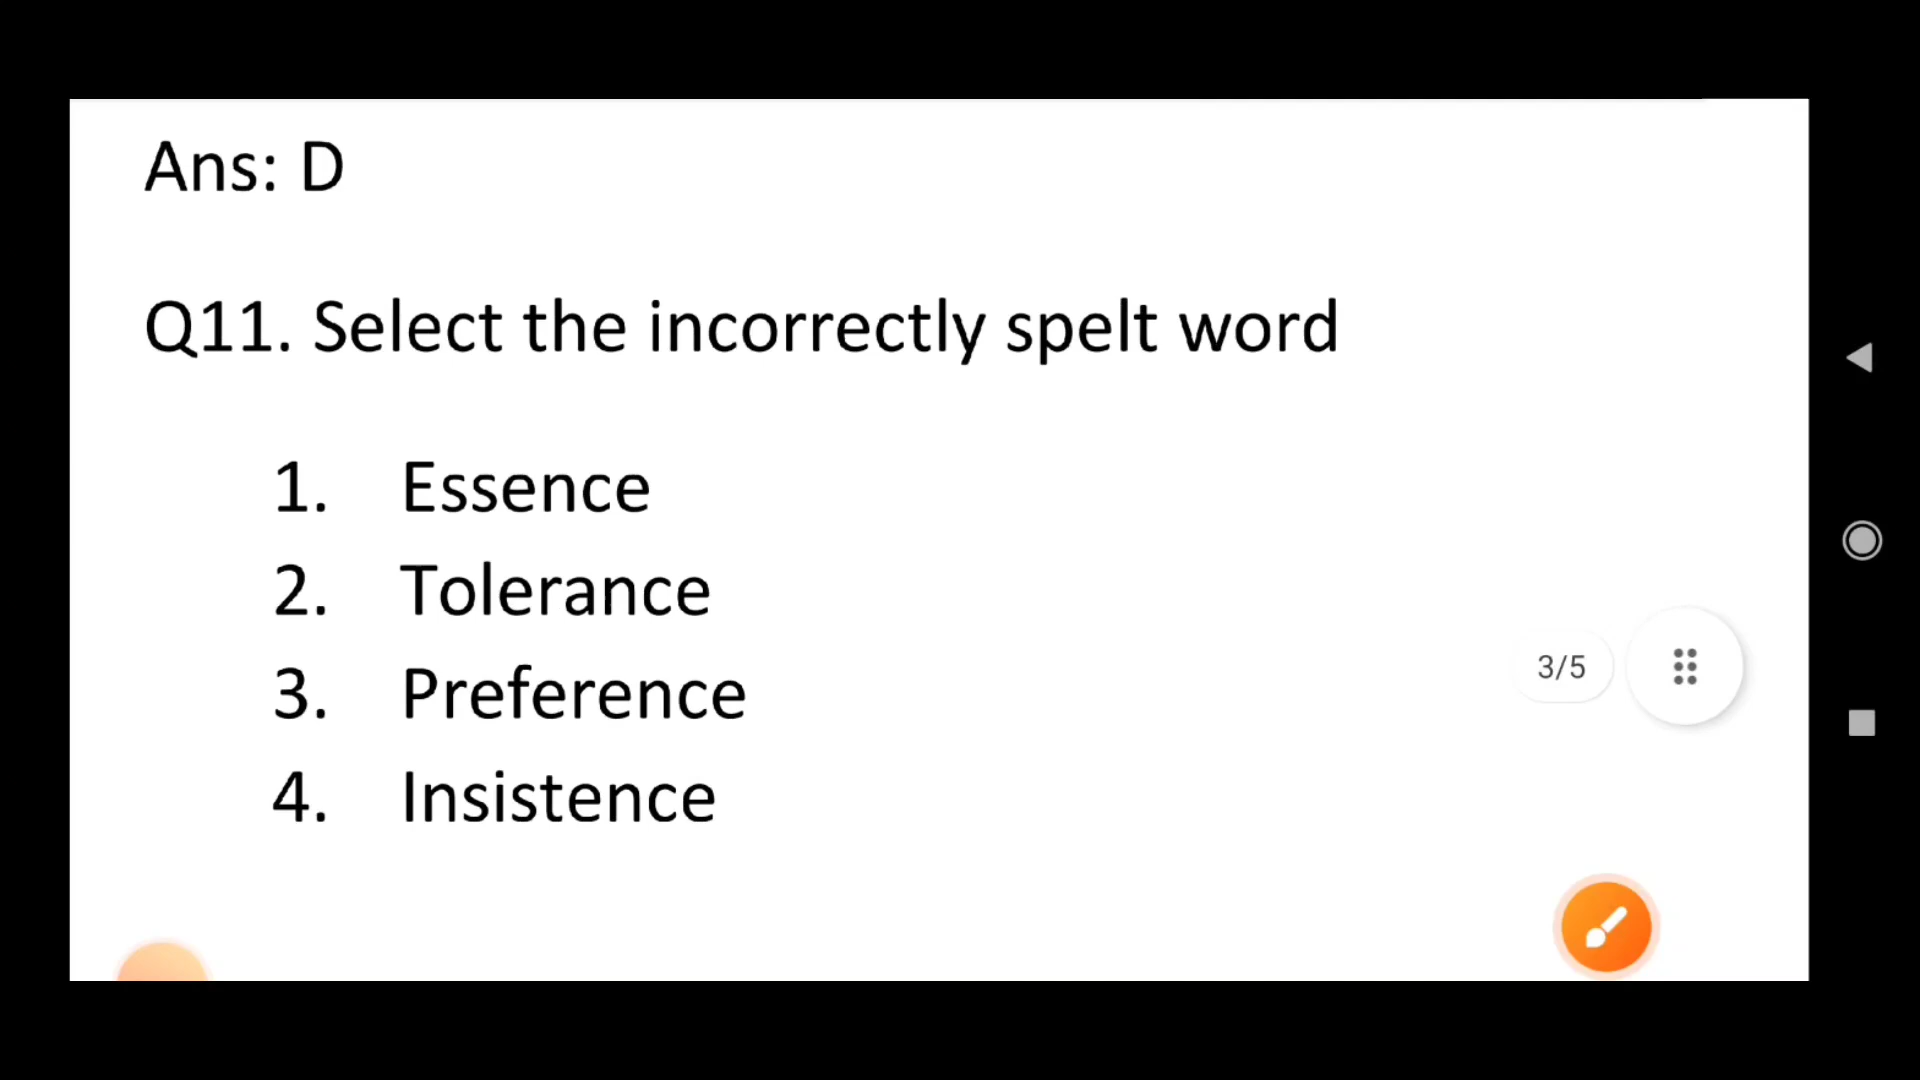 Ans: D
Q11. Select the incorrectly spelt word
1. Essence
2. Tolerance
3. Preference
3/5
4. Insistence